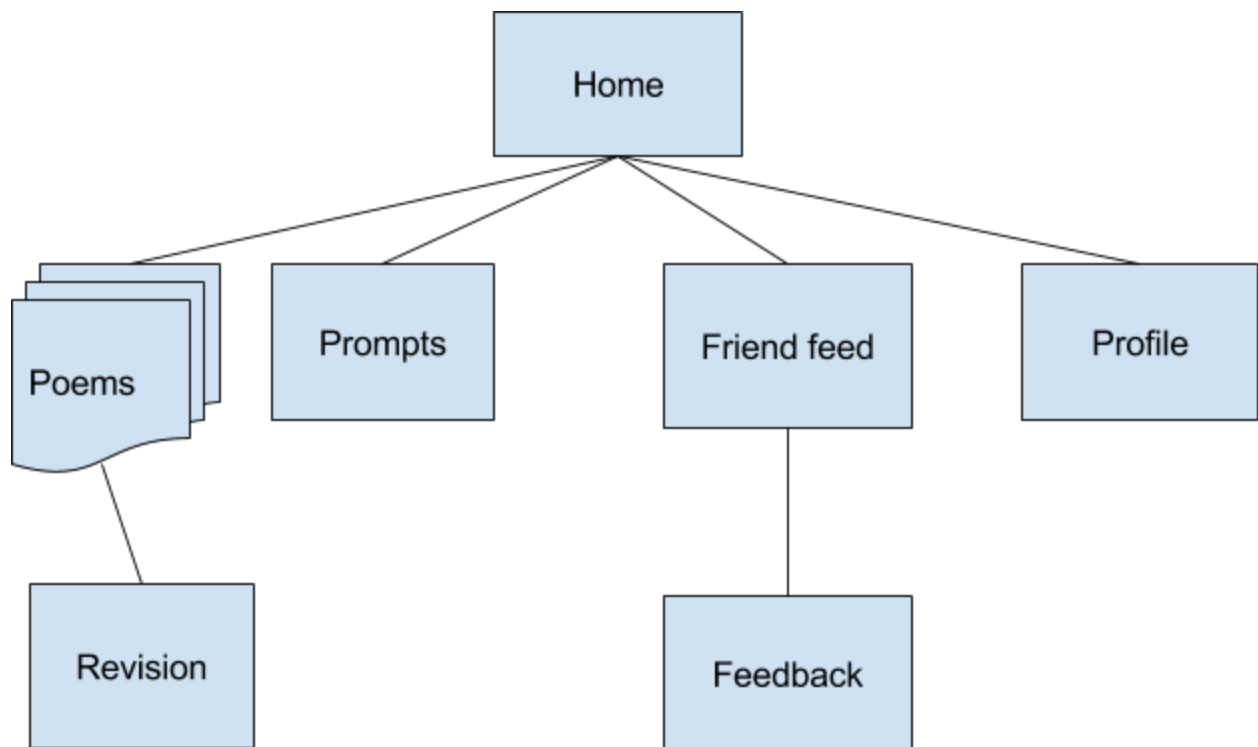 Home
Poems
Prompts
Friend feed
Profile
Revision
Feedback